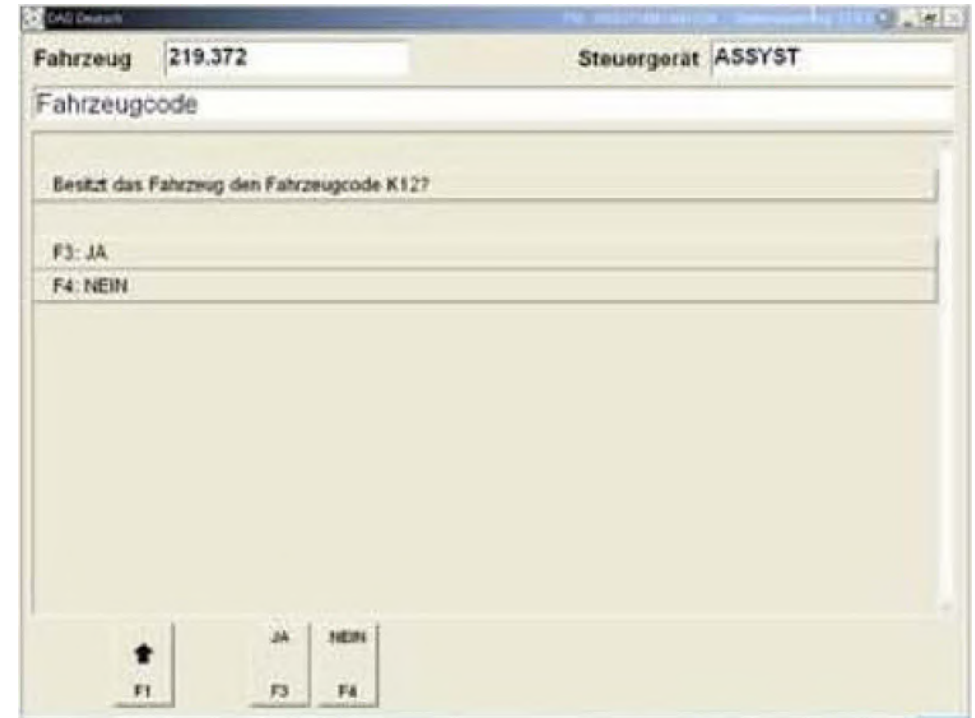 DAS Deutsch
Fahrzeug 219.372 Steuergerät ASSYST
Fahrzeugcode
Besitzt das Fahrzeug den Fahrzeugcode K12?
F3: JA
F4: NEIN
JA NEIN
F1 F3 F4